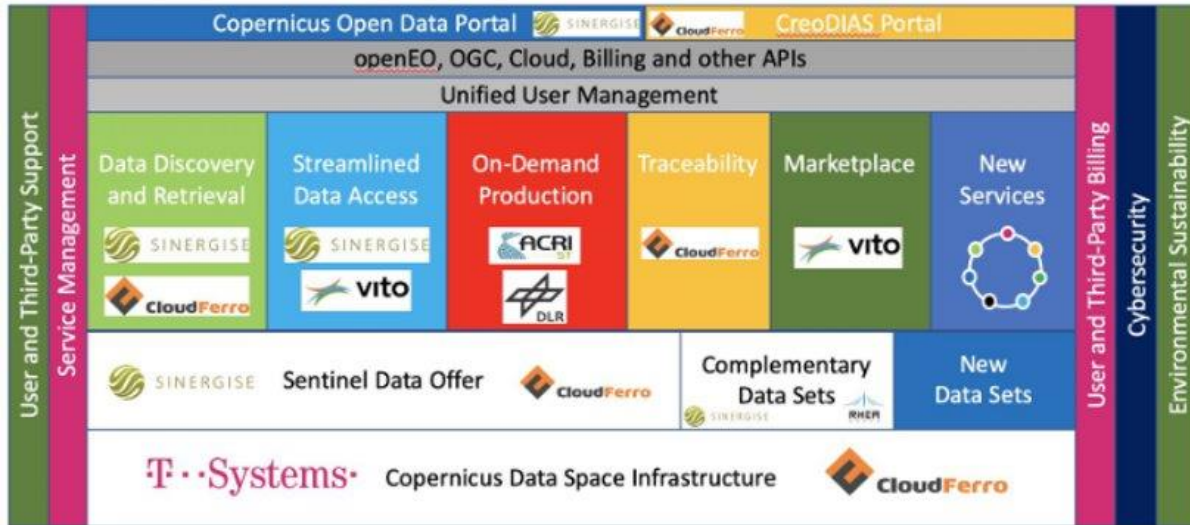 User and Third-Party Support
Service Management
Copernicus Open Data Portal SINERGISE
CloudFerro CreoDIAS Portal
openEO, OGC, Cloud, Billing and other APIs
Unified User Management
Data Discovery
and Retrieval
SINERGISE
CloudFerro
Streamlined
Data Access
SINERGISE
vito
On-Demand
Production
ACRI
ST
DLR
Traceability
CloudFerro
Marketplace
vito
New
Services
SINERGISE Sentinel Data Offer CloudFerro
Complementary
Data Sets
SINERGISE RHEA
New
Data Sets
T··Systems· Copernicus Data Space Infrastructure CloudFerro
User and Third-Party Billing
Cybersecurity
Environmental Sustainability